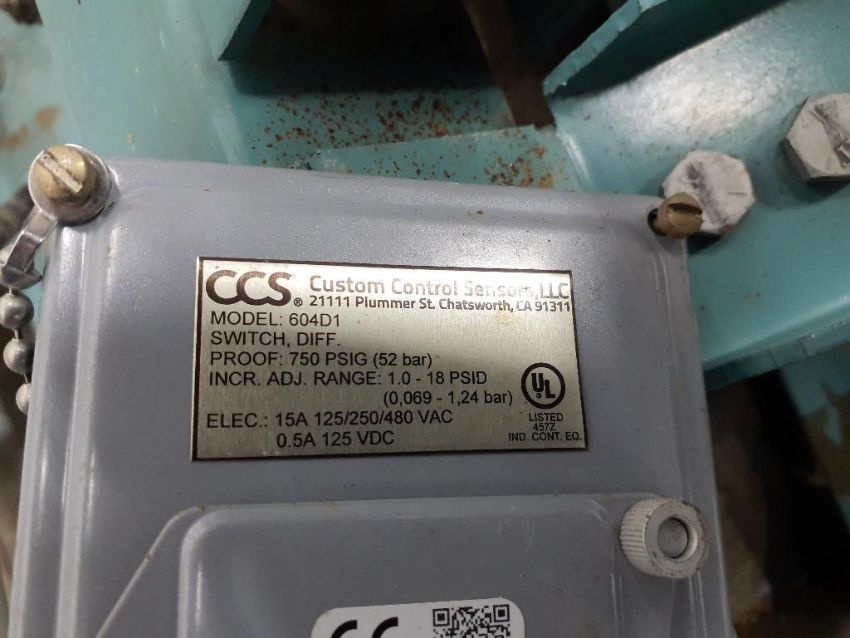 CCS® Custom Control Sensors, LLC
21111 Plummer St. Chatsworth, CA 91311
MODEL: 604D1
SWITCH, DIFF.
PROOF: 750 PSIG (52 bar)
INCR. ADJ. RANGE: 1.0 - 18 PSID
(0,069 - 1,24 bar)
ELEC.: 15A 125/250/480 VAC
0.5A 125 VDC
UL
LISTED
457Z
IND. CONT. EQ.
CE